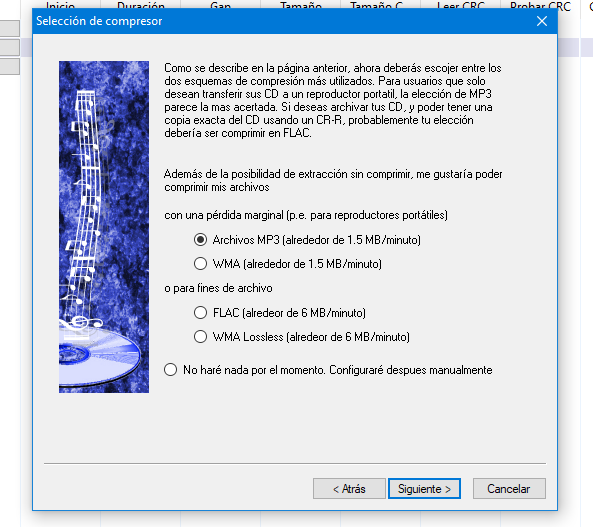 Inicio Duración Gap Tamaño Tamaño C. Leer CRC Probar CRC
Selección de compresor
Como se describe en la página anterior, ahora deberás escojer entre los
dos esquemas de compresión más utilizados. Para usuarios que solo
desean transferir sus CD a un reproductor portatil, la elección de MP3
parece la mas acertada. Si deseas archivar tus CD, y poder tener una
copia exacta del CD usando un CR-R, probablemente tu elección
debería ser comprimir en FLAC.
Además de la posibilidad de extracción sin comprimir, me gustaría poder
comprimir mis archivos
con una pérdida marginal (p.e. para reproductores portátiles)
Archivos MP3 (alrededor de 1.5 MB/minuto)
WMA (alrededor de 1.5 MB/minuto)
o para fines de archivo
FLAC (alredeor de 6 MB/minuto)
WMA Lossless (alredeor de 6 MB/minuto)
No haré nada por el momento. Configuraré despues manualmente
< Atrás
Siguiente >
Cancelar